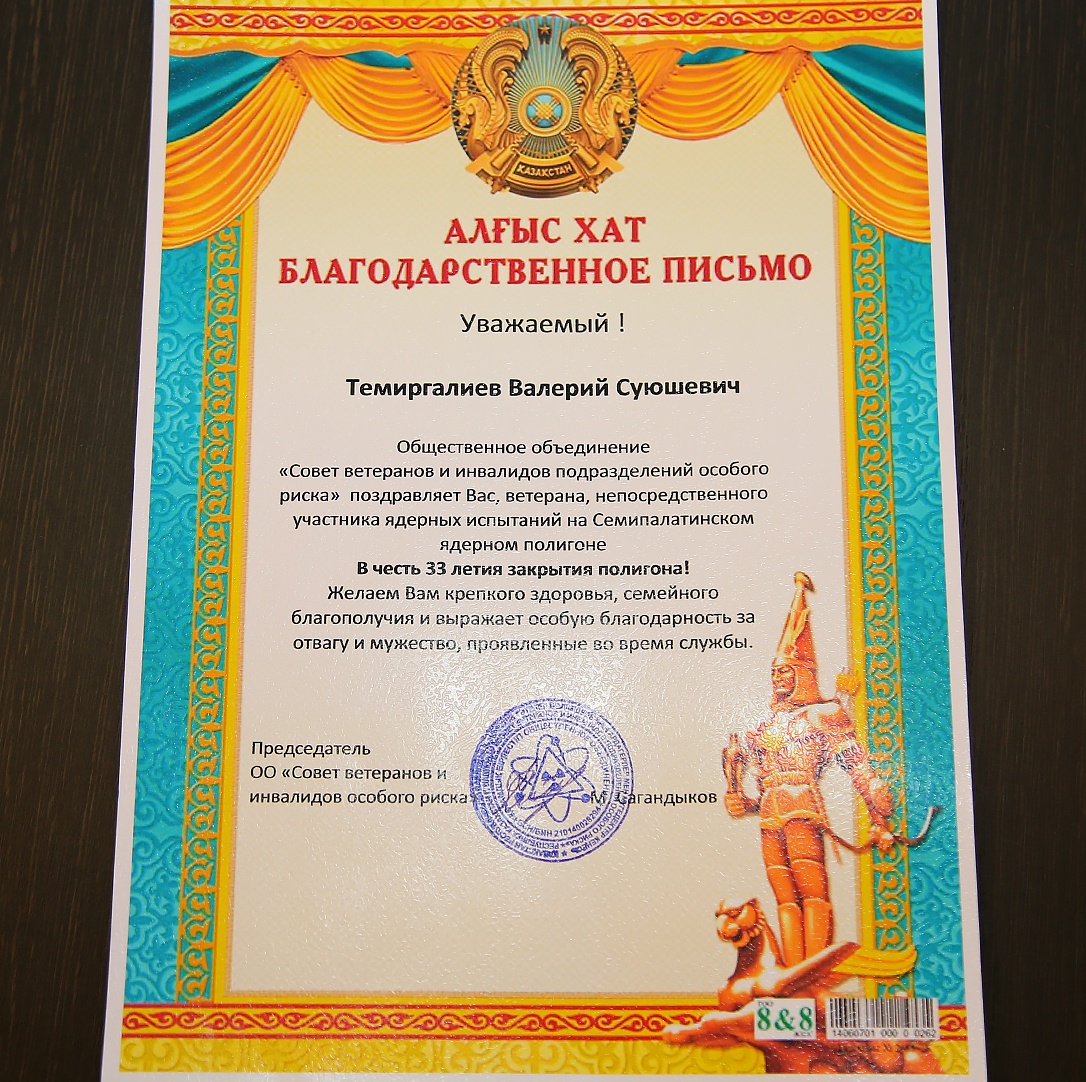 ҚАЗАҚСТАН
АЛҒЫС ХАТ
БЛАГОДАРСТВЕННОЕ ПИСЬМО
Уважаемый !
Темиргалиев Валерий Суюшевич
Общественное объединение
«Совет ветеранов и инвалидов подразделений особого
риска» поздравляет Вас, ветерана, непосредственного
участника ядерных испытаний на Семипалатинском
ядерном полигоне
В честь 33 летия закрытия полигона!
Желаем Вам крепкого здоровья, семейного
благополучия и выражает особую благодарность за
отвагу и мужество, проявленные во время службы.
Председатель
ОО «Совет ветеранов и
инвалидов особого риска» М. Сагандыков
ТОО
8&8
ЖШС
14060701 000 0 0262